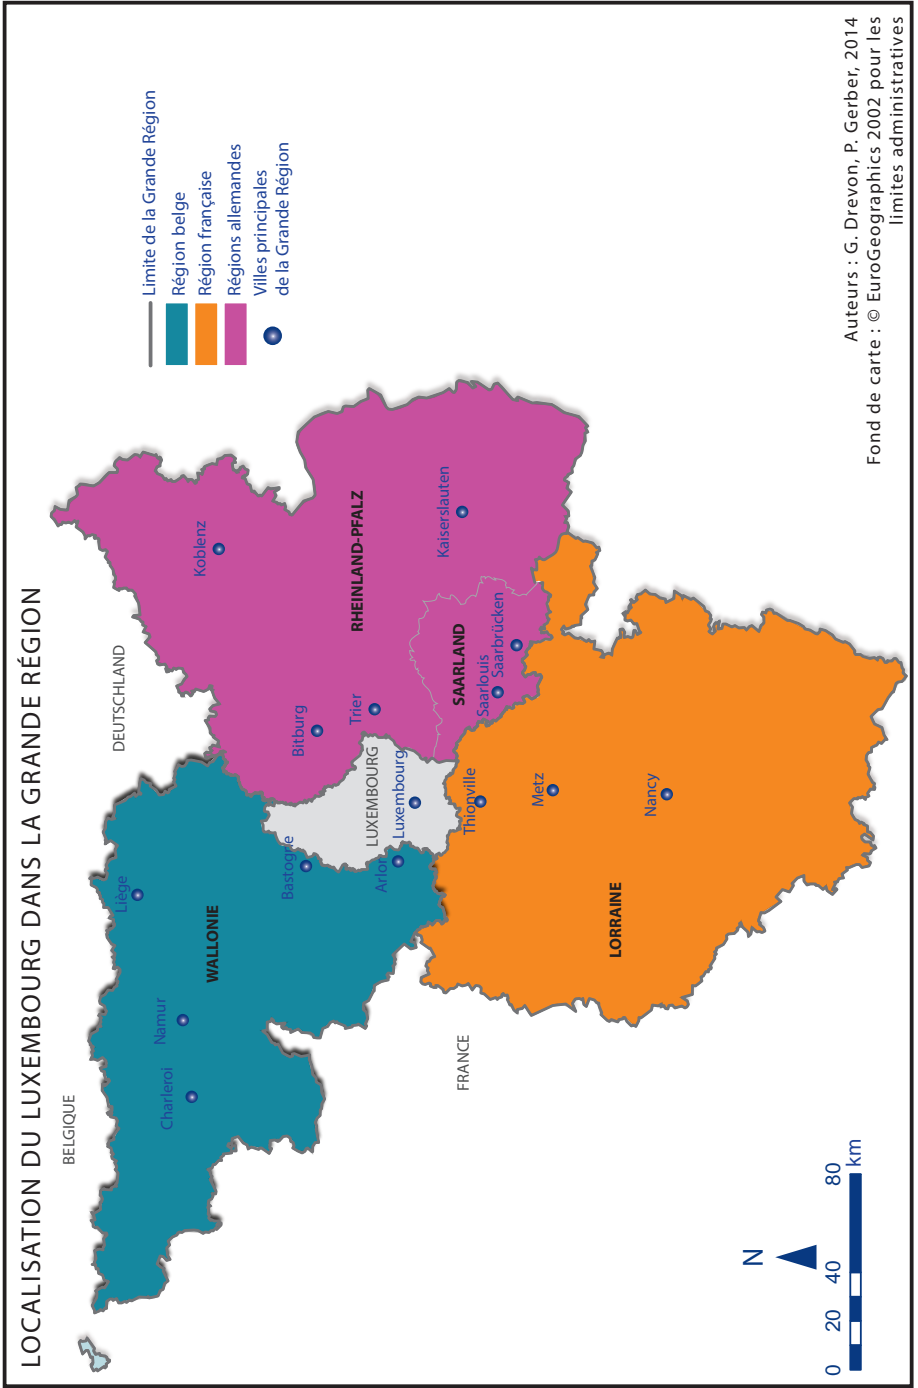 LOCALISATION DU LUXEMBOURG DANS LA GRANDE RÉGION
Limite de la Grande Région
Région belge
Région française
Régions allemandes
Villes principales
de la Grande Région
BELGIQUE
DEUTSCHLAND
Liège
Namur
Charleroi
WALLONIE
Koblenz
Bitburg
Bastogne
RHEINLAND-PFALZ
Trier
LUXEMBOURG
Arlon
Luxembourg
Kaiserslauten
SAARLAND
FRANCE
Thionville
Saarlouis
Saarbrücken
Metz
LORRAINE
Nancy
N
0 20 40 80
km
Auteurs : G. Drevon, P. Gerber, 2014
Fond de carte : © EuroGeographics 2002 pour les
limites administratives